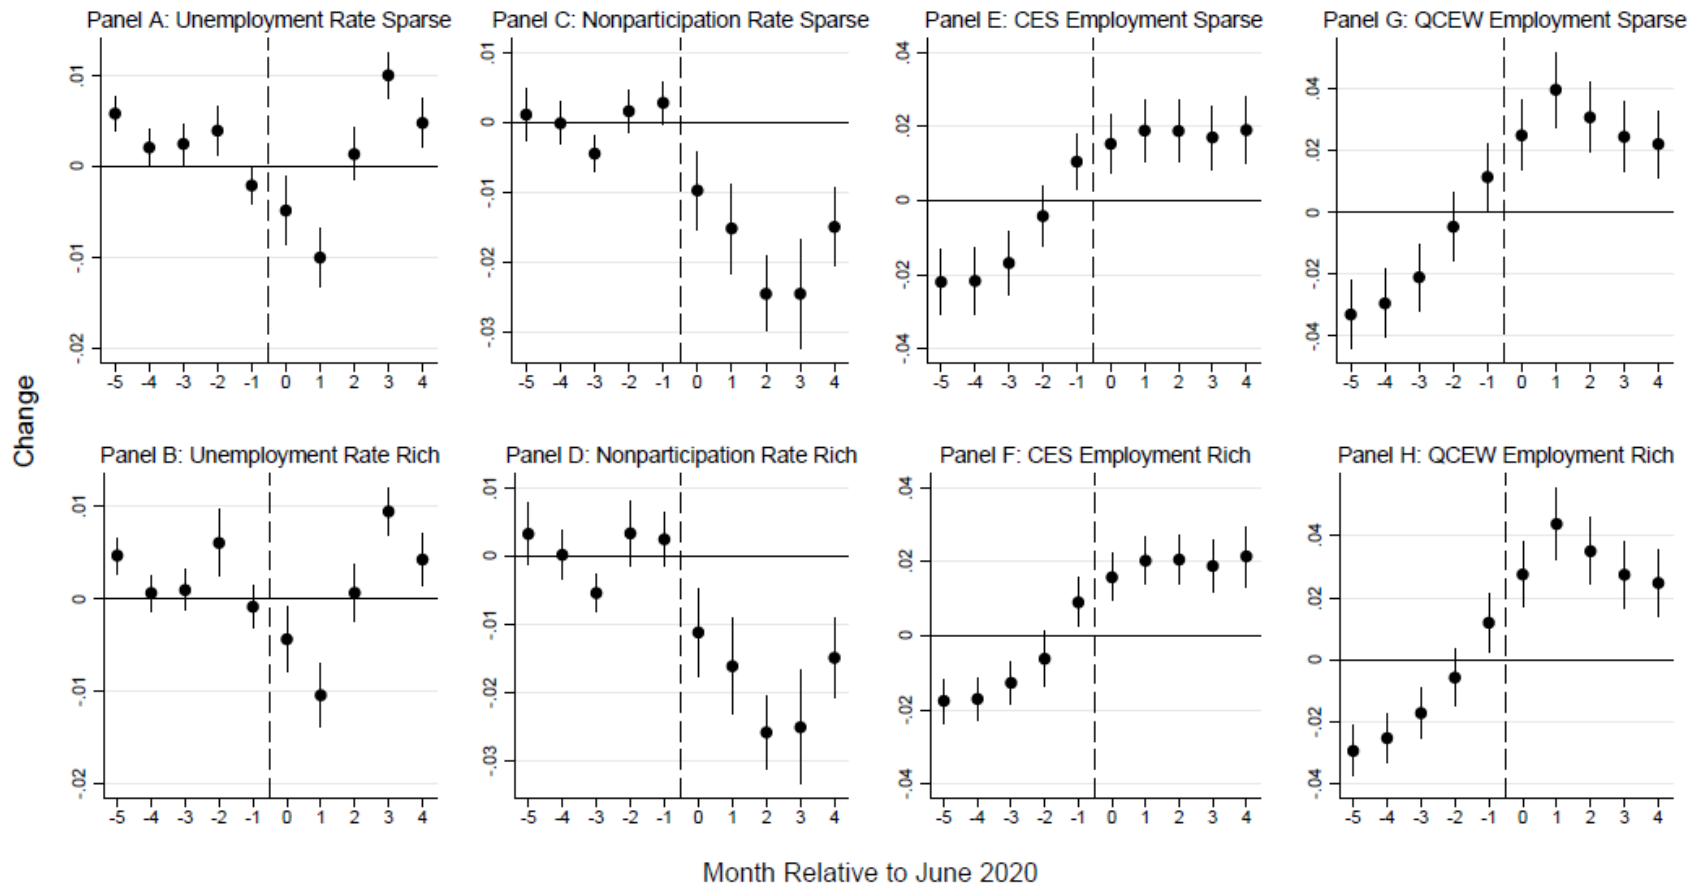 Panel A: Unemployment Rate Sparse
.01
0
-.01
-.02
-5 -4 -3 -2 -1 0 1 2 3 4
Panel C: Nonparticipation Rate Sparse
.01
0
-.01
-.02
-.03
-5 -4 -3 -2 -1 0 1 2 3 4
Panel E: CES Employment Sparse
.04
.02
0
-.02
-.04
-5 -4 -3 -2 -1 0 1 2 3 4
Panel G: QCEW Employment Sparse
.04
.02
0
-.02
-.04
-5 -4 -3 -2 -1 0 1 2 3 4
Change
Panel B: Unemployment Rate Rich
.01
0
-.01
-.02
-5 -4 -3 -2 -1 0 1 2 3 4
Panel D: Nonparticipation Rate Rich
.01
0
-.01
-.02
-.03
-5 -4 -3 -2 -1 0 1 2 3 4
Panel F: CES Employment Rich
.04
.02
0
-.02
-.04
-5 -4 -3 -2 -1 0 1 2 3 4
Panel H: QCEW Employment Rich
.04
.02
0
-.02
-.04
-5 -4 -3 -2 -1 0 1 2 3 4
Month Relative to June 2020